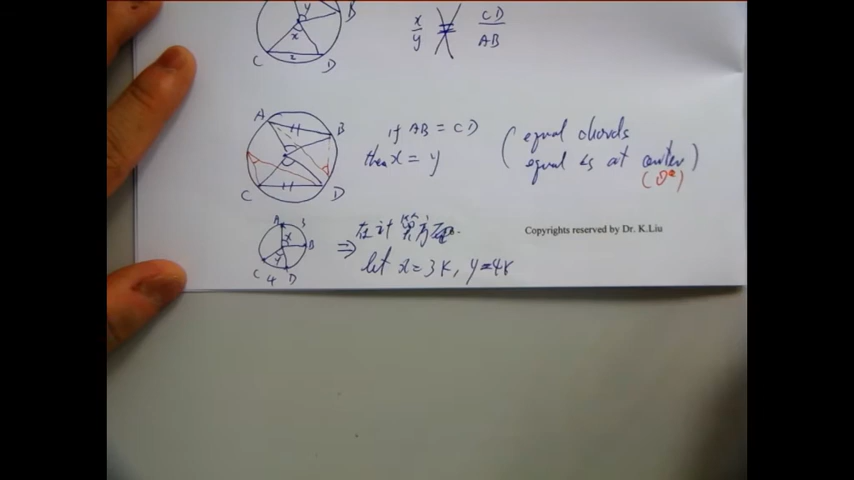 y B
x
C 2 D
x/y ≠ CD/AB
A B
C D
if AB = CD
then x = y
(equal chords
equal ∠s at center)
A 3
x B
y
C 4 D
⇒ 在計算方
let x = 3K, y = 4K
Copyrights reserved by Dr. K.Liu